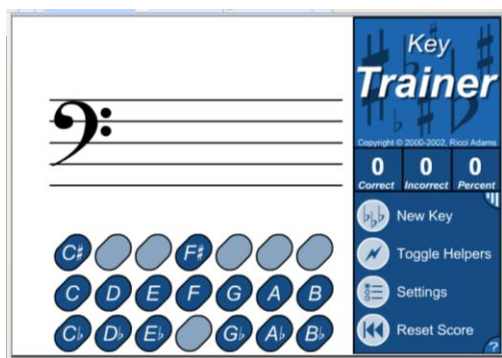 Key
Trainer
Copyright © 2000-2002, Ricci Adams
0 0 0
Correct Incorrect Percent
New Key
Toggle Helpers
Settings
Reset Score
?
C♯ F♯
C D E F G A B
C♭ D♭ E♭ G♭ A♭ B♭